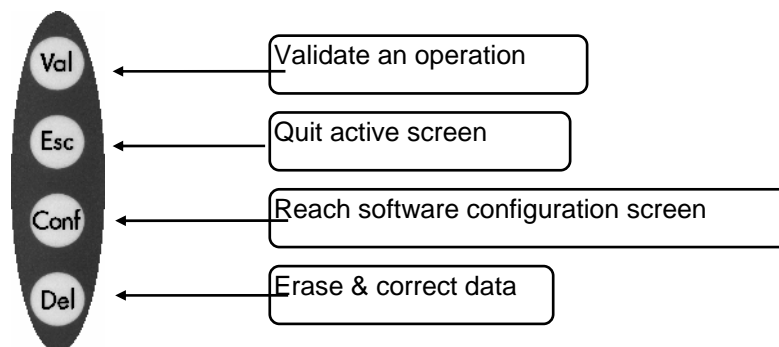 Val
Validate an operation
Esc
Quit active screen
Conf
Reach software configuration screen
Del
Erase & correct data